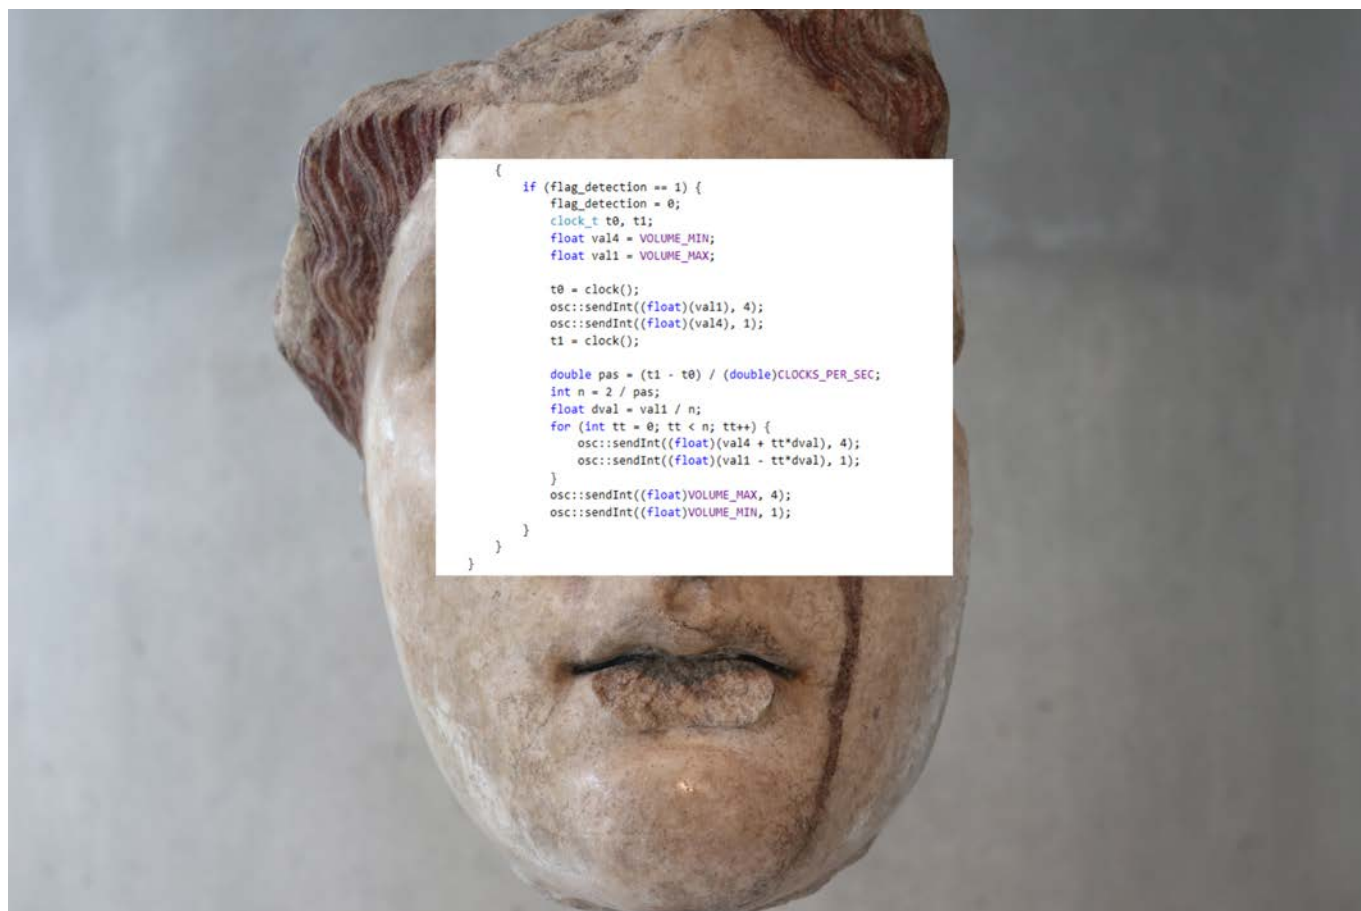 {
if (flag_detection == 1) {
flag_detection = 0;
clock_t t0, t1;
float val4 = VOLUME_MIN;
float val1 = VOLUME_MAX;
t0 = clock();
osc::sendInt((float)(val1), 4);
osc::sendInt((float)(val4), 1);
t1 = clock();
double pas = (t1 - t0) / (double)CLOCKS_PER_SEC;
int n = 2 / pas;
float dval = val1 / n;
for (int tt = 0; tt < n; tt++) {
osc::sendInt((float)(val4 + tt*dval), 4);
osc::sendInt((float)(val1 - tt*dval), 1);
}
osc::sendInt((float)VOLUME_MAX, 4);
osc::sendInt((float)VOLUME_MIN, 1);
}
}
}